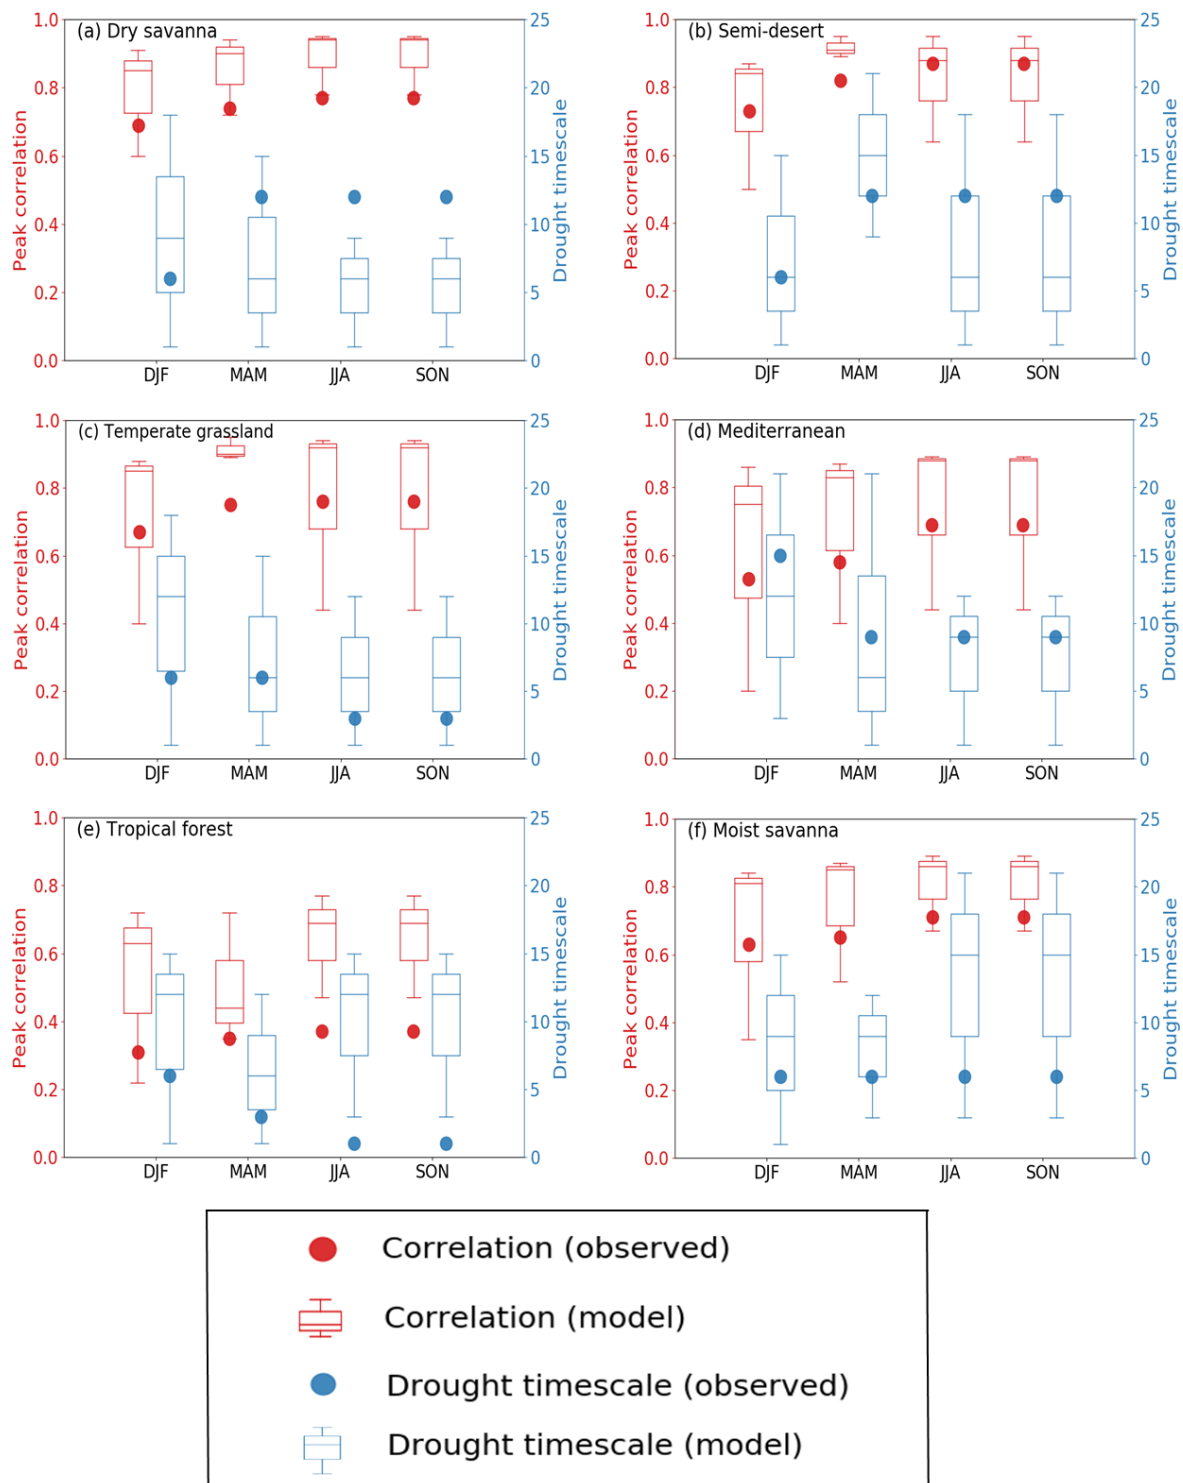 (a) Dry savanna
1.0
0.8
0.6
0.4
0.2
0.0
Peak correlation
25
20
15
10
5
0
Drought timescale
DJF MAM JJA SON
(b) Semi-desert
1.0
0.8
0.6
0.4
0.2
0.0
Peak correlation
25
20
15
10
5
0
Drought timescale
DJF MAM JJA SON
(c) Temperate grassland
1.0
0.8
0.6
0.4
0.2
0.0
Peak correlation
25
20
15
10
5
0
Drought timescale
DJF MAM JJA SON
(d) Mediterranean
1.0
0.8
0.6
0.4
0.2
0.0
Peak correlation
25
20
15
10
5
0
Drought timescale
DJF MAM JJA SON
(e) Tropical forest
1.0
0.8
0.6
0.4
0.2
0.0
Peak correlation
25
20
15
10
5
0
Drought timescale
DJF MAM JJA SON
(f) Moist savanna
1.0
0.8
0.6
0.4
0.2
0.0
Peak correlation
25
20
15
10
5
0
Drought timescale
DJF MAM JJA SON
Correlation (observed)
Correlation (model)
Drought timescale (observed)
Drought timescale (model)